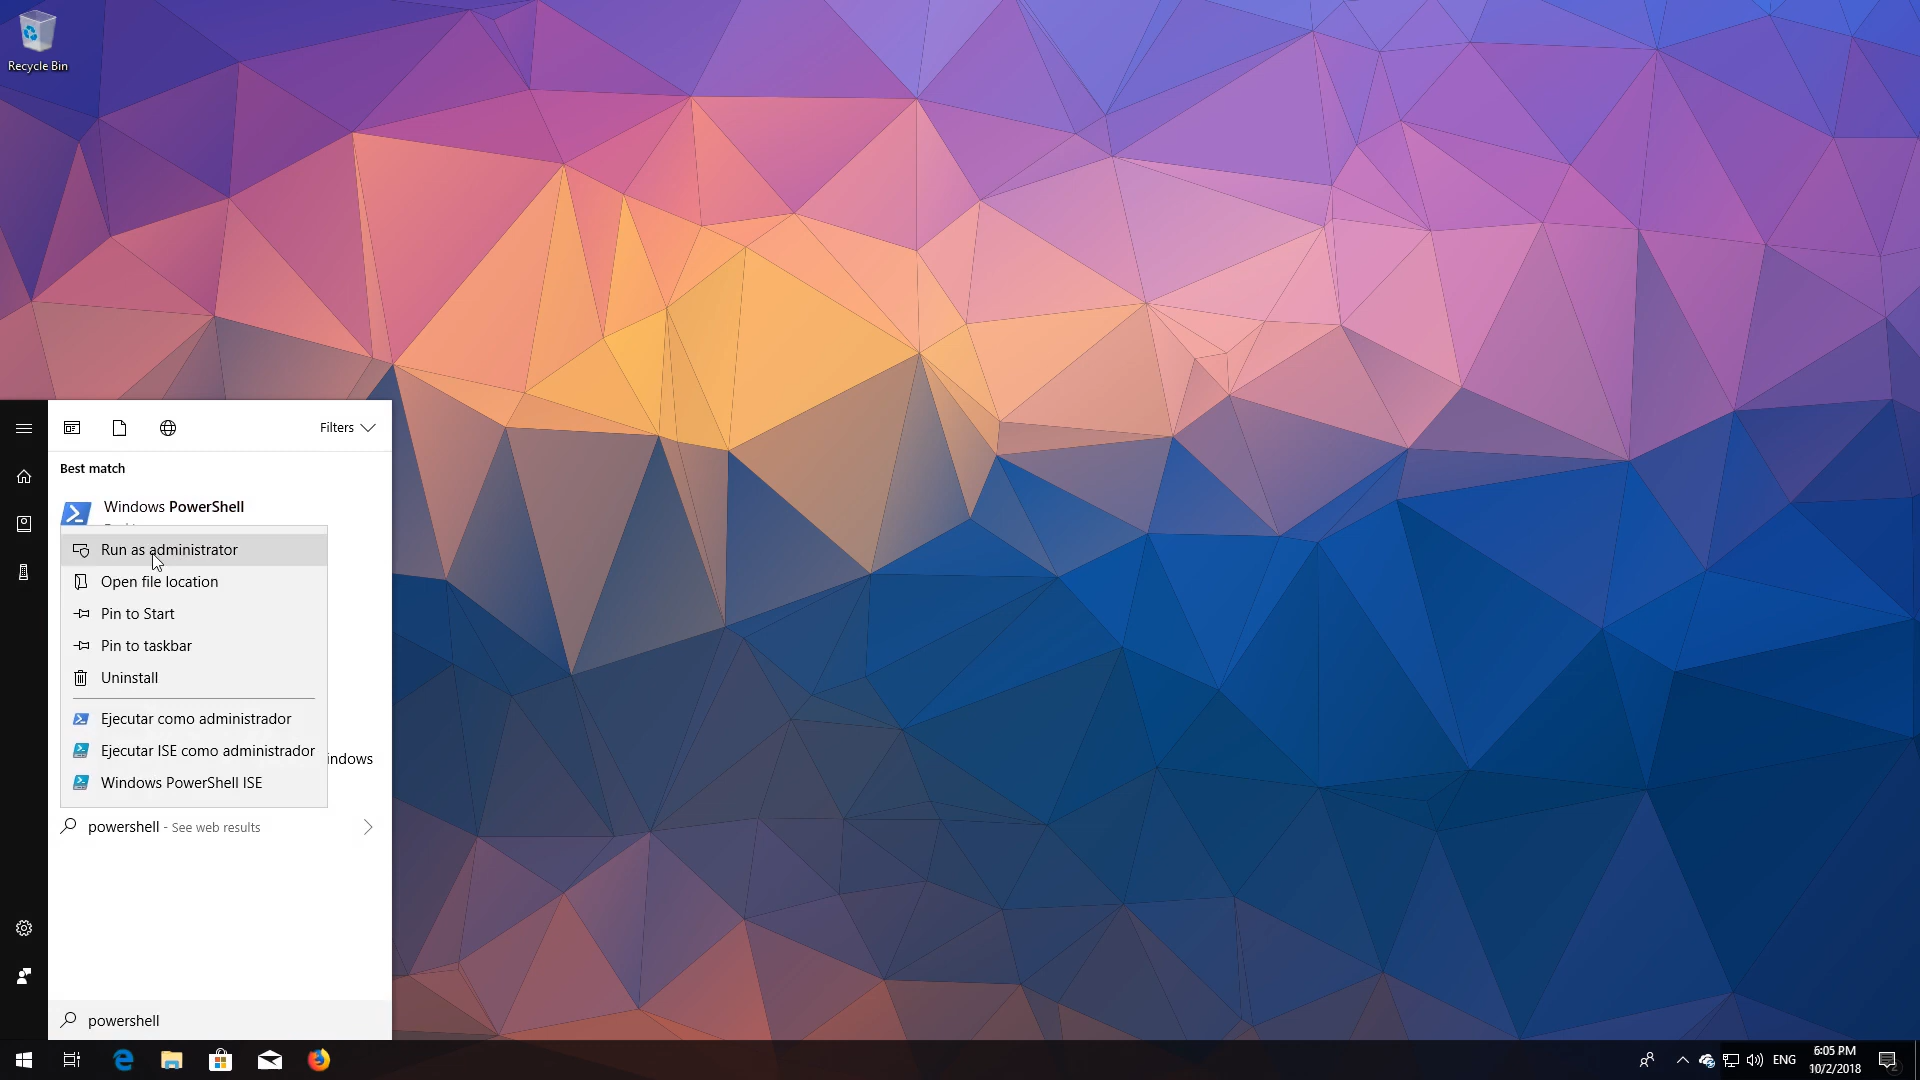 Recycle Bin
Filters
Best match
Windows PowerShell
Run as administrator
Open file location
Pin to Start
Pin to taskbar
Uninstall
Ejecutar como administrador
Ejecutar ISE como administrador
indows
Windows PowerShell ISE
powershell - See web results
powershell
ENG
6:05 PM
10/2/2018
2